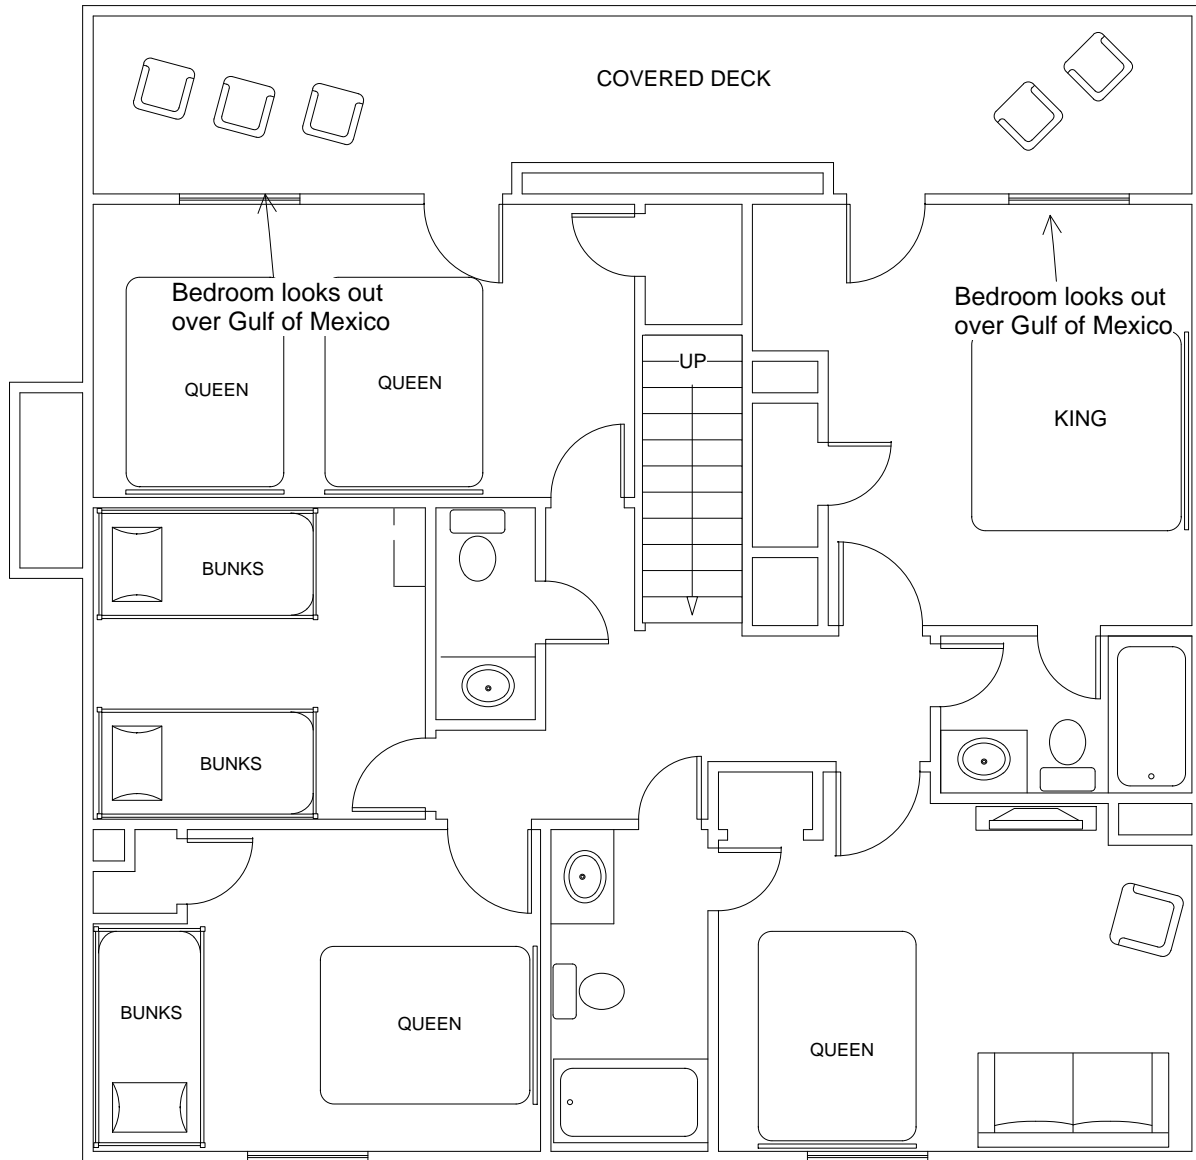 COVERED DECK
Bedroom looks out
over Gulf of Mexico
Bedroom looks out
over Gulf of Mexico
UP
QUEEN
QUEEN
KING
BUNKS
BUNKS
BUNKS
QUEEN
QUEEN